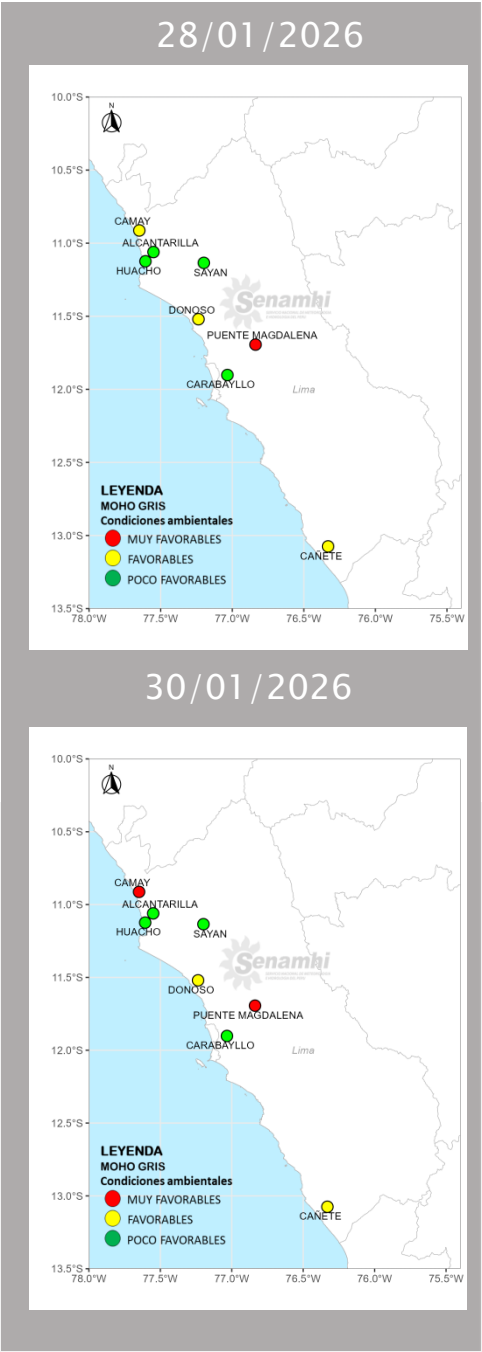 28/01/2026
N
10.0°S
10.5°S
CAMAY
11.0°S
ALCANTARILLA
HUACHO
SAYAN
Senamhi
11.5°S
DONOSO
PUENTE MAGDALENA
12.0°S
CARABAYLLO
Lima
12.5°S
LEYENDA
MOHO GRIS
Condiciones ambientales
13.0°S
MUY FAVORABLES
FAVORABLES
CAÑETE
POCO FAVORABLES
13.5°S
78.0°W 77.5°W 77.0°W 76.5°W 76.0°W 75.5°W
30/01/2026
10.0°S
N
10.5°S
CAMAY
11.0°S
ALCANTARILLA
HUACHO
SAYAN
Senamhi
11.5°S
DONOSO
PUENTE MAGDALENA
12.0°S
CARABAYLLO
Lima
12.5°S
LEYENDA
MOHO GRIS
Condiciones ambientales
13.0°S
MUY FAVORABLES
FAVORABLES
CAÑETE
POCO FAVORABLES
13.5°S
78.0°W 77.5°W 77.0°W 76.5°W 76.0°W 75.5°W